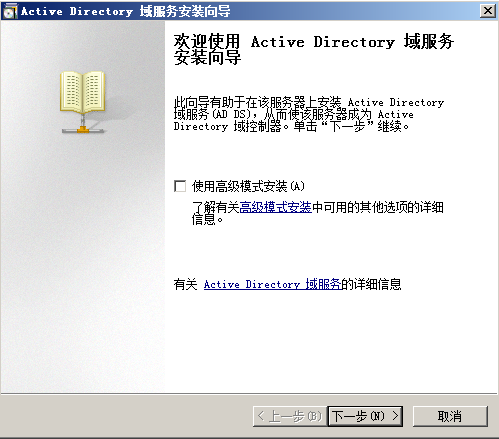 Active Directory 域服务安装向导
欢迎使用 Active Directory 域服务
安装向导
此向导有助于在该服务器上安装 Active Directory
域服务(AD DS)，从而使该服务器成为 Active
Directory 域控制器。单击“下一步”继续。
使用高级模式安装(A)
了解有关高级模式安装中可用的其他选项的详细
信息。
有关 Active Directory 域服务的详细信息
< 上一步(B) 下一步(N) > 取消